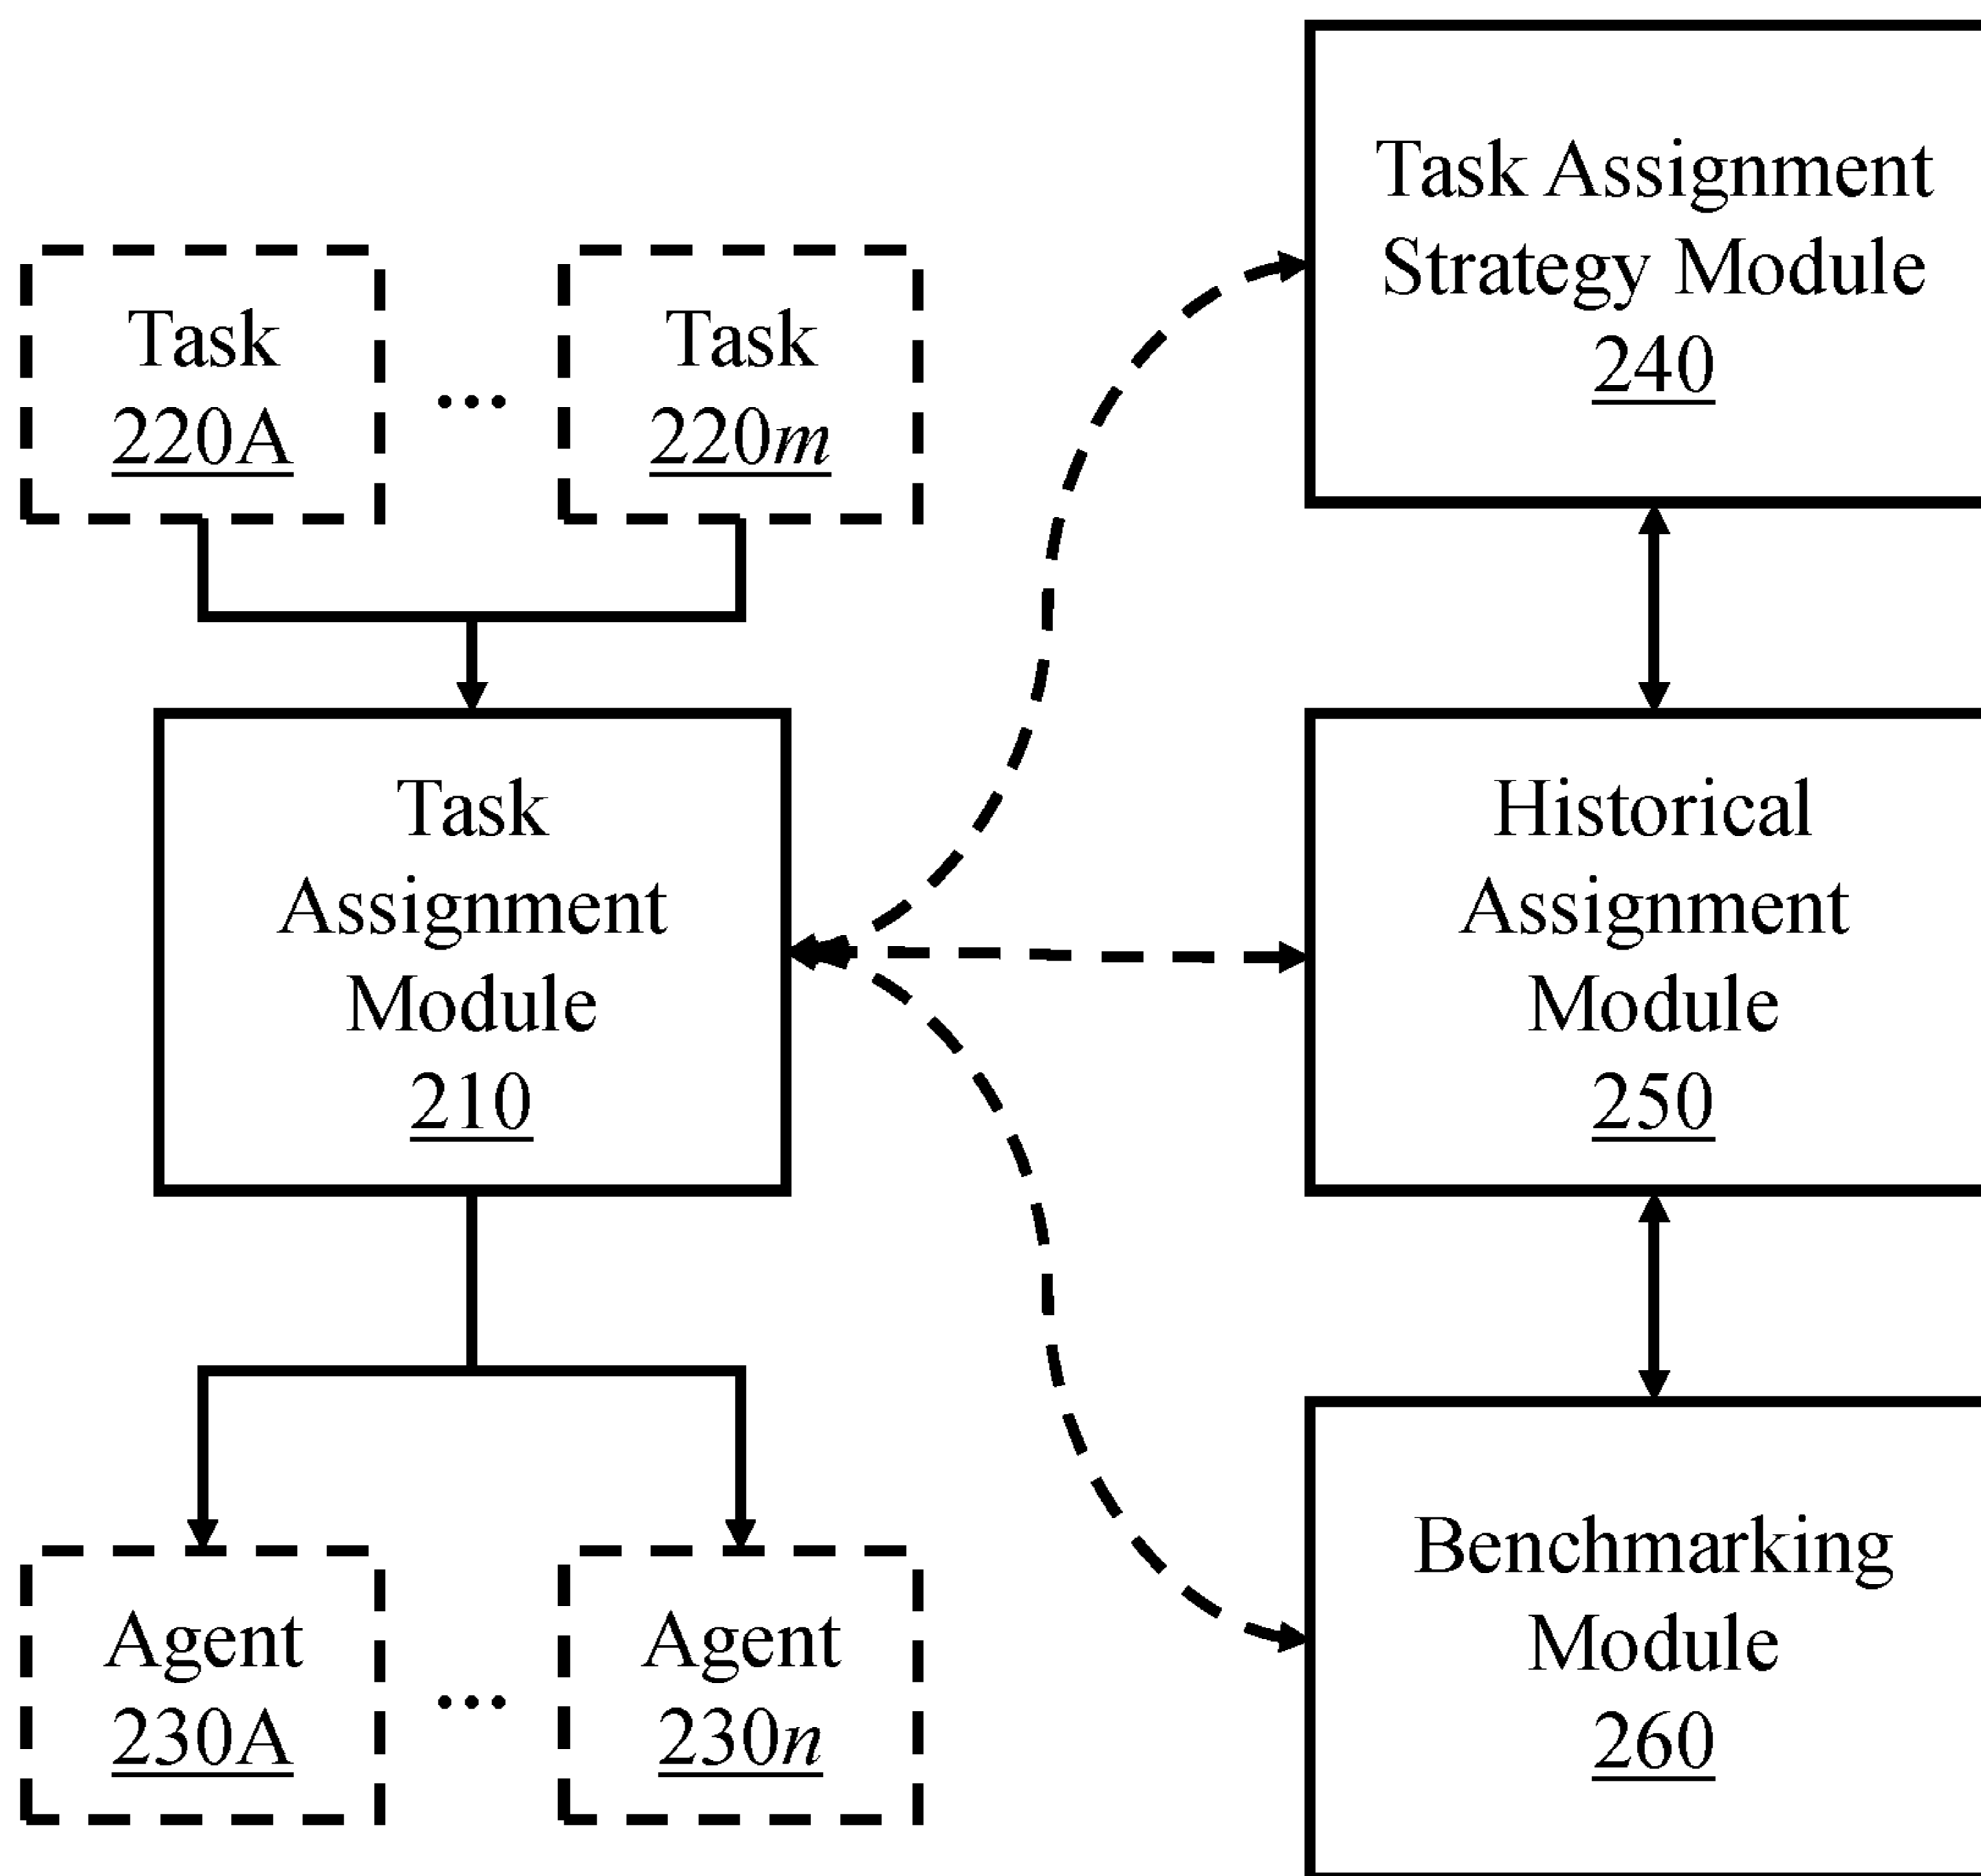 Task Assignment
Strategy Module
240
Task
220A
...
Task
220m
Task
Assignment
Module
210
Historical
Assignment
Module
250
Agent
230A
...
Agent
230n
Benchmarking
Module
260